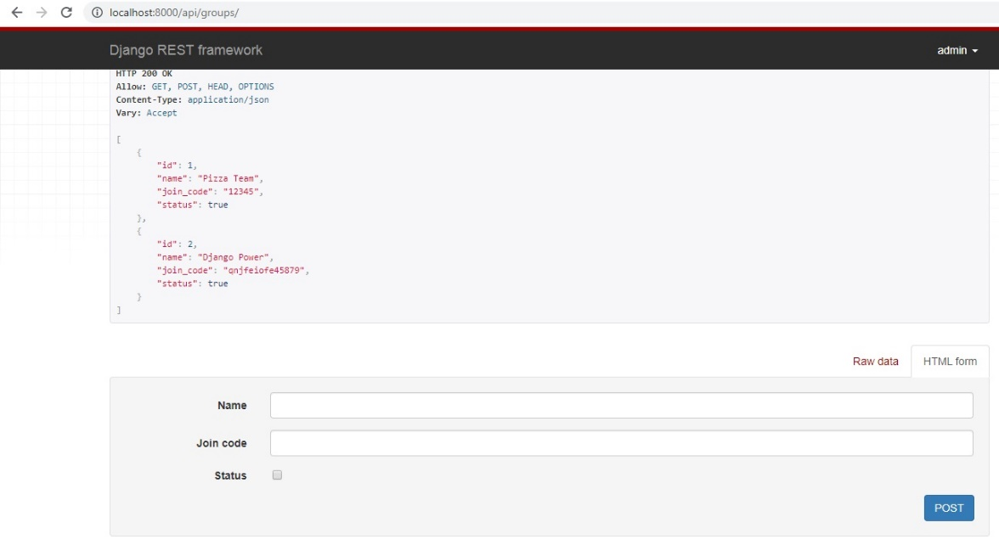 localhost:8000/api/groups/
Django REST framework
admin
HTTP 200 OK
Allow: GET, POST, HEAD, OPTIONS
Content-Type: application/json
Vary: Accept
[
{
"id": 1,
"name": "Pizza Team",
"join_code": "12345",
"status": true
},
{
"id": 2,
"name": "Django Power",
"join_code": "qnjfeiofe45879",
"status": true
}
]
Raw data HTML form
Name
Join code
Status
POST